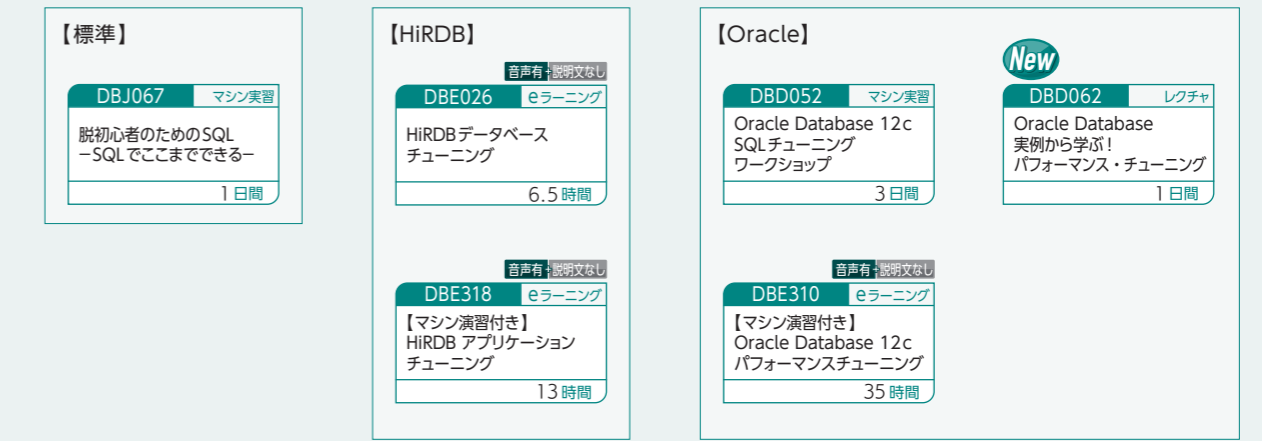 【標準】
DBJ067 マシン実習
脱初心者のためのSQL
－SQLでここまでできる－
1日間
【HiRDB】
音声有+説明文なし
DBE026 eラーニング
HiRDBデータベース
チューニング
6.5時間
音声有+説明文なし
DBE318 eラーニング
【マシン演習付き】
HiRDB アプリケーション
チューニング
13時間
【Oracle】
DBD052 マシン実習
Oracle Database 12c
SQLチューニング
ワークショップ
3日間
New
DBD062 レクチャ
Oracle Database
実例から学ぶ!
パフォーマンス・チューニング
1日間
音声有+説明文なし
DBE310 eラーニング
【マシン演習付き】
Oracle Database 12c
パフォーマンスチューニング
35時間